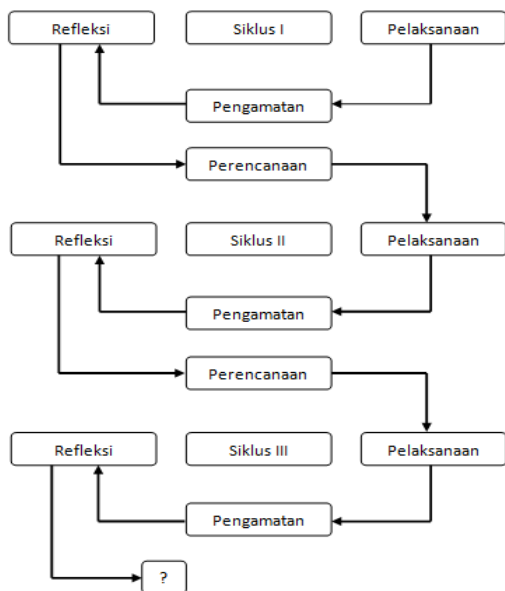 Refleksi
Siklus I
Pelaksanaan
Pengamatan
Perencanaan
Refleksi
Siklus II
Pelaksanaan
Pengamatan
Perencanaan
Refleksi
Siklus III
Pelaksanaan
Pengamatan
?